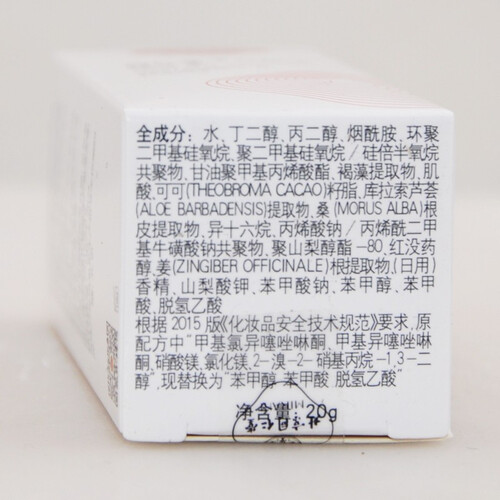 全成分：水、丁二醇、丙二醇、烟酰胺、环聚
二甲基硅氧烷、聚二甲基硅氧烷／硅倍半氧烷
共聚物、甘油聚甲基丙烯酸酯、褐藻提取物、肌
酸、可可(THEOBROMA CACAO)籽脂、库拉索芦荟
(ALOE BARBADENSIS)提取物、桑(MORUS ALBA)根
皮提取物、异十六烷、丙烯酸钠／丙烯酰二甲
基牛磺酸钠共聚物、聚山梨醇酯-80、红没药
醇、姜(ZINGIBER OFFICINALE)根提取物、(日用)
香精、山梨酸钾、苯甲酸钠、苯甲醇、苯甲
酸、脱氢乙酸
根据 2015 版《化妆品安全技术规范》要求，原
配方中"甲基氯异噻唑啉酮、甲基异噻唑啉
酮、硝酸镁、氯化镁、2-溴-2-硝基丙烷-1,3-二
醇"，现替换为"苯甲醇 苯甲酸 脱氢乙酸"
净含量：20g
北京同仁堂